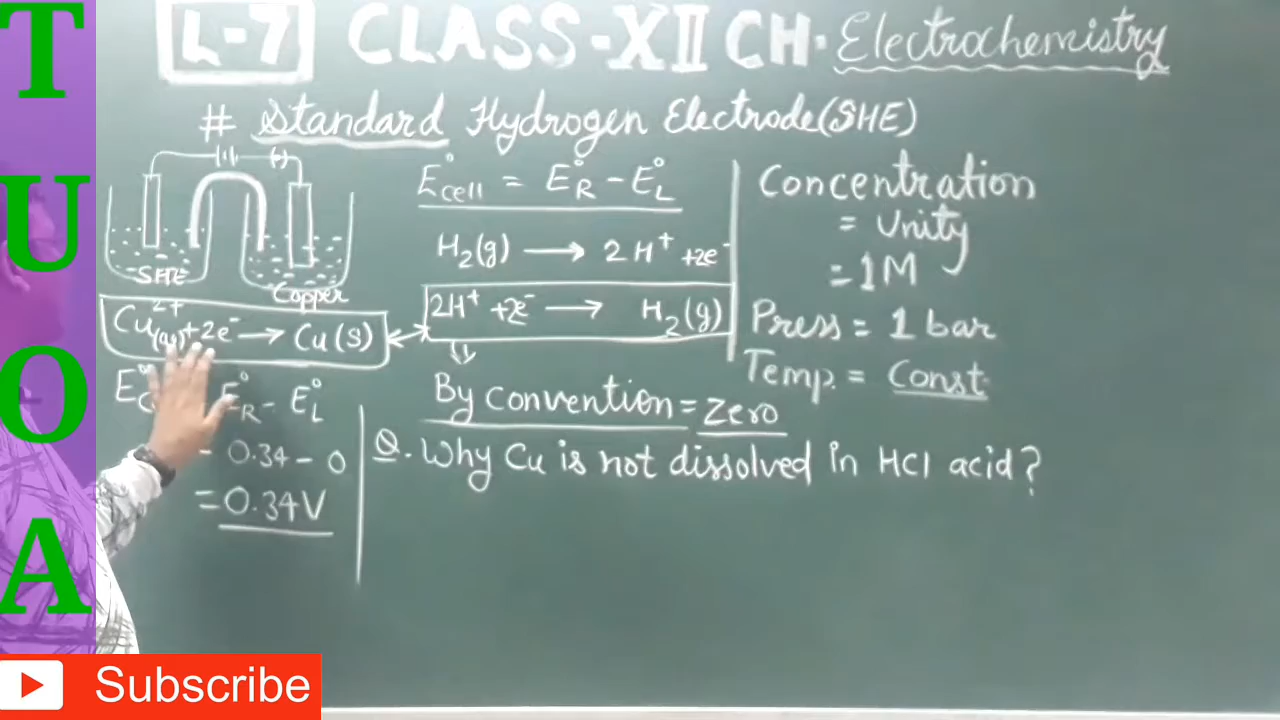 TUOA
L-7 CLASS-XII CH. Electrochemistry
# Standard Hydrogen Electrode(SHE)
SHE
Copper
Cu²⁺(aq)+2e⁻ → Cu(s)
E°R - E°L
0.34 - 0
= 0.34V
E°cell = E°R - E°L
H₂(g) → 2H⁺ +2e⁻
2H⁺ +2e⁻ → H₂(g)
By convention = Zero
Concentration
= Unity
= 1M
Press = 1 bar
Temp. = Const.
Q. Why Cu is not dissolved in HCl acid?
Subscribe